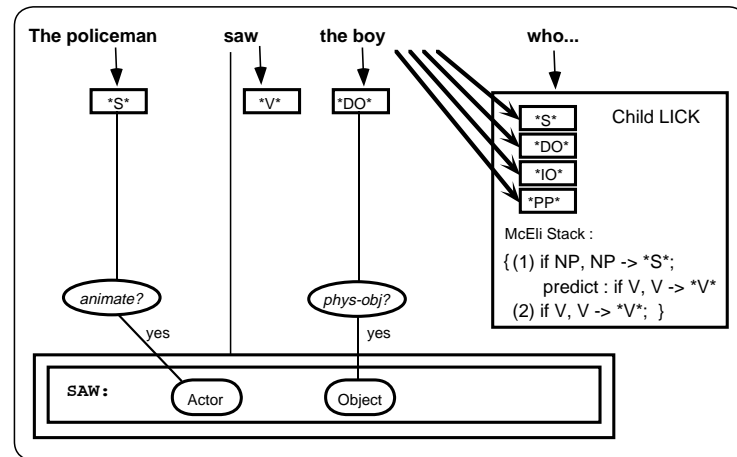 The policeman saw the boy who...
*S* *V* *DO*
*S* Child LICK
*DO*
*IO*
*PP*
McEli Stack :
{ (1) if NP, NP -> *S*;
predict : if V, V -> *V*
(2) if V, V -> *V*; }
animate? phys-obj?
yes yes
SAW: Actor Object